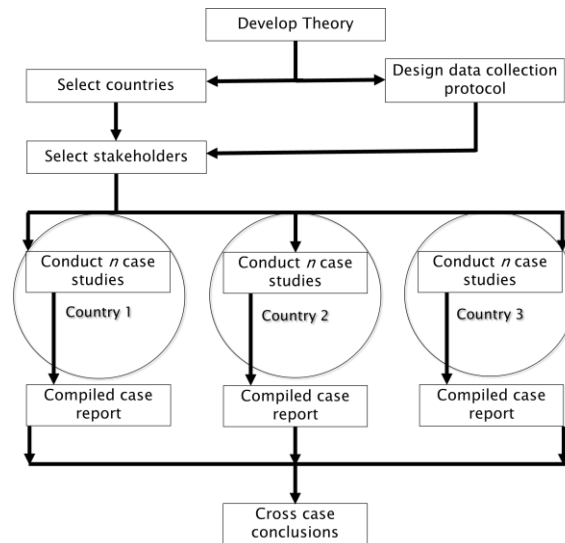 Develop Theory
Select countries
Design data collection
protocol
Select stakeholders
Conduct n case
studies
Country 1
Conduct n case
studies
Country 2
Conduct n case
studies
Country 3
Compiled case
report
Compiled case
report
Compiled case
report
Cross case
conclusions